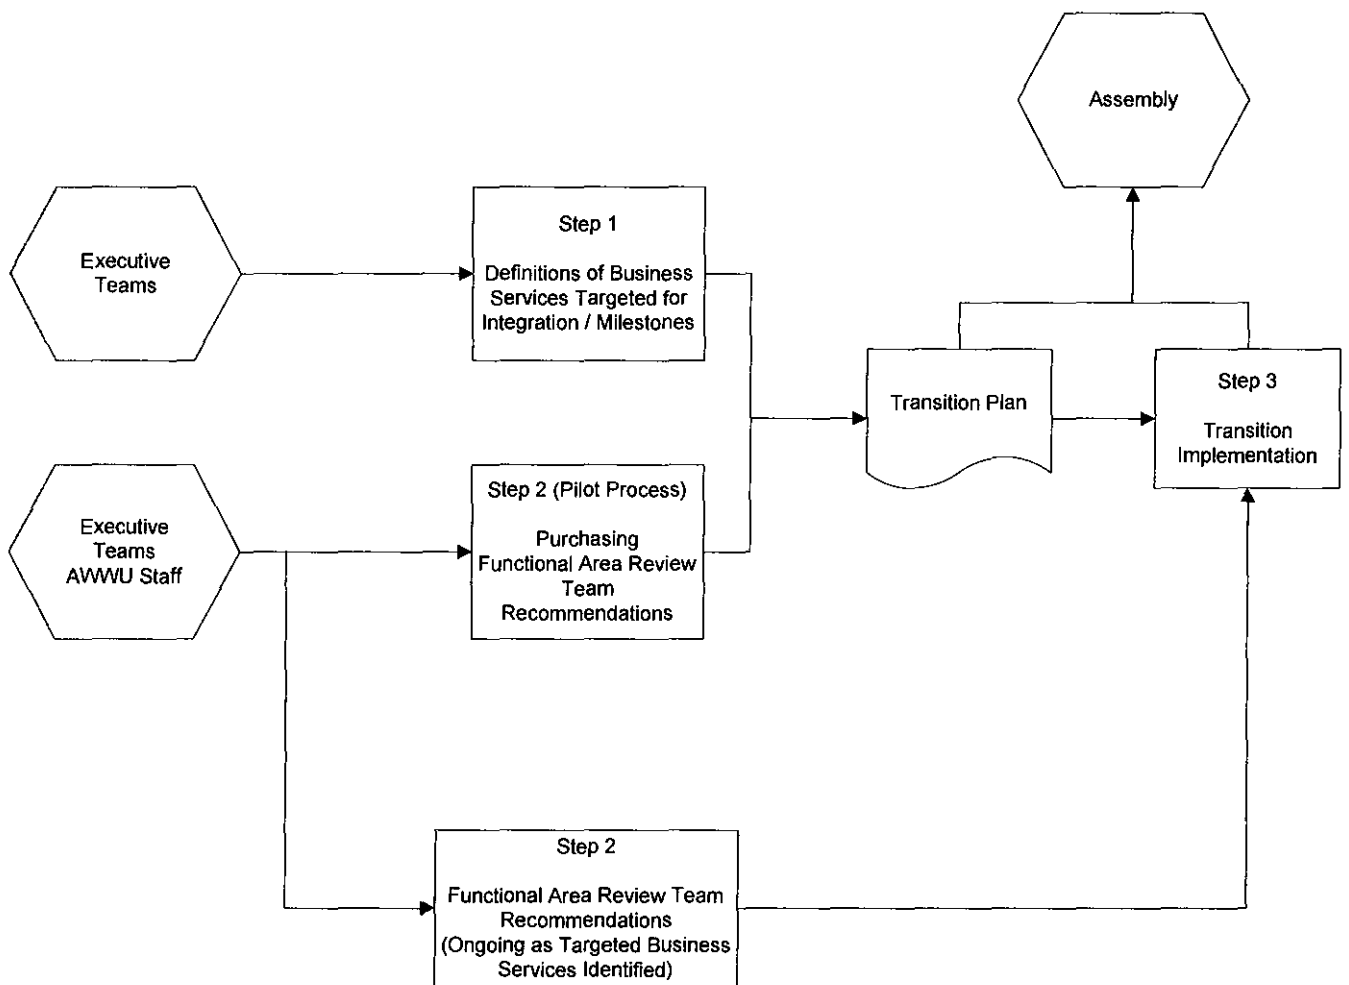 Assembly
Executive
Teams
Step 1
Definitions of Business
Services Targeted for
Integration / Milestones
Transition Plan
Step 3
Transition
Implementation
Executive
Teams
AWWU Staff
Step 2 (Pilot Process)
Purchasing
Functional Area Review
Team
Recommendations
Step 2
Functional Area Review Team
Recommendations
(Ongoing as Targeted Business
Services Identified)